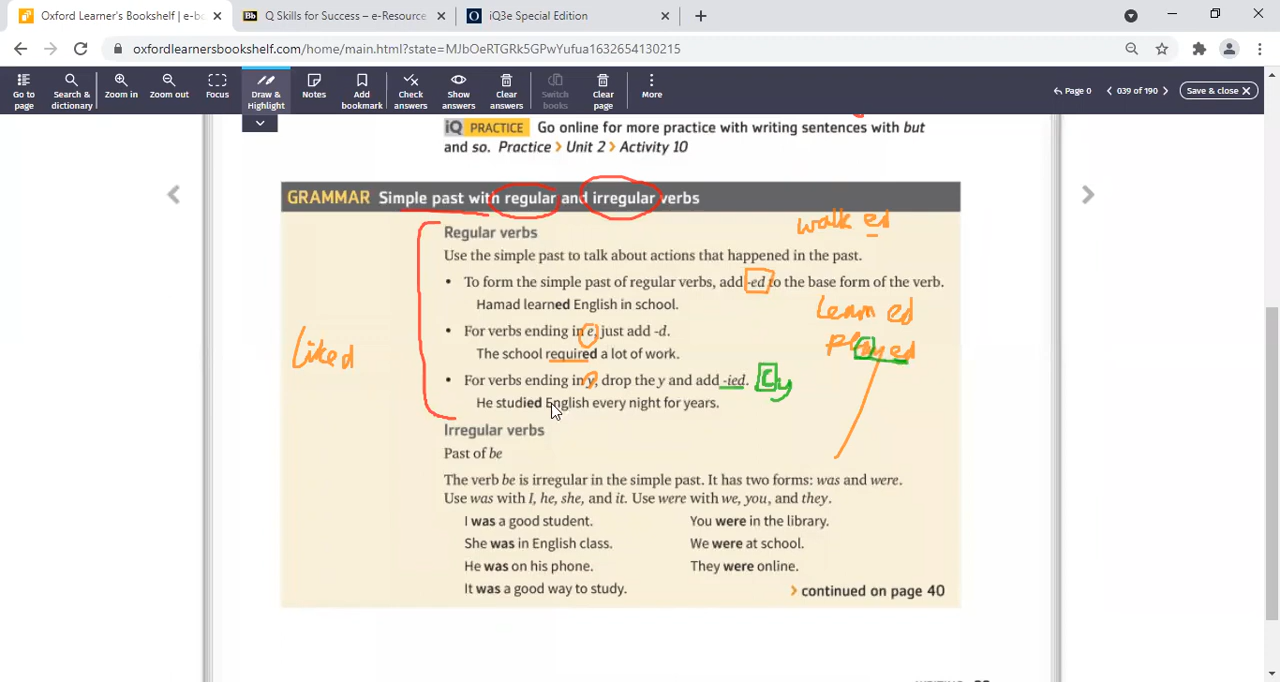 Oxford Learner's Bookshelf | e-bo
Q Skills for Success – e-Resource
iQ3e Special Edition
oxfordlearnersbookshelf.com/home/main.html?state=MJbOeRTGRk5GPwYufua1632654130215
Go to page
Search & dictionary
Zoom in
Zoom out
Focus
Draw & Highlight
Notes
Add bookmark
Check answers
Show answers
Clear answers
Switch books
Clear page
More
Page 0
039 of 190
Save & close
iQ PRACTICE Go online for more practice with writing sentences with but
and so. Practice > Unit 2 > Activity 10
GRAMMAR Simple past with regular and irregular verbs
walk ed
Regular verbs
Use the simple past to talk about actions that happened in the past.
• To form the simple past of regular verbs, add -ed to the base form of the verb.
Hamad learned English in school.
Learn ed
• For verbs ending in e, just add -d.
played
Liked
The school required a lot of work.
• For verbs ending in y, drop the y and add -ied. Cy
He studied English every night for years.
Irregular verbs
Past of be
The verb be is irregular in the simple past. It has two forms: was and were.
Use was with I, he, she, and it. Use were with we, you, and they.
I was a good student. You were in the library.
She was in English class. We were at school.
He was on his phone. They were online.
It was a good way to study. > continued on page 40